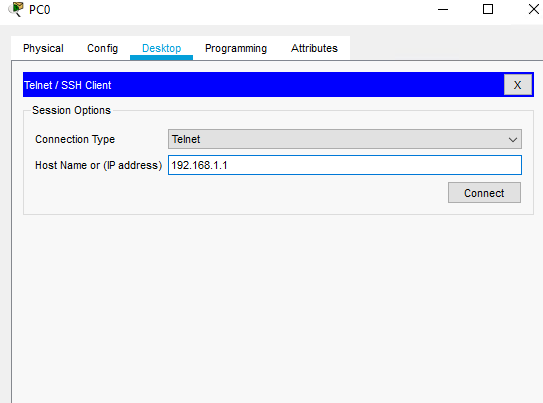 PC0
Physical Config Desktop Programming Attributes
Telnet / SSH Client X
Session Options
Connection Type Telnet
Host Name or (IP address) 192.168.1.1
Connect